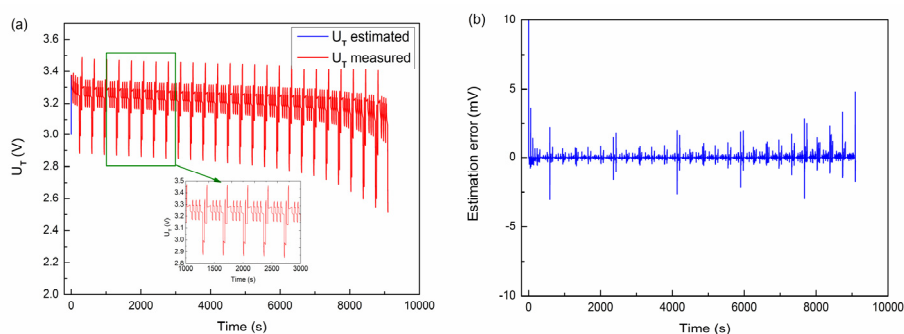 (a)
3.6
3.4
3.2
3.0
2.8
2.6
2.4
2.2
2.0
U_T (V)
U_T estimated
U_T measured
3.5
3.4
3.3
3.2
3.1
3.0
2.9
2.8
U_T (V)
1000 1500 2000 2500 3000
Time (s)
0 2000 4000 6000 8000 10000
Time (s)
(b)
10
5
0
-5
-10
Estimation error (mV)
0 2000 4000 6000 8000 10000
Time (s)